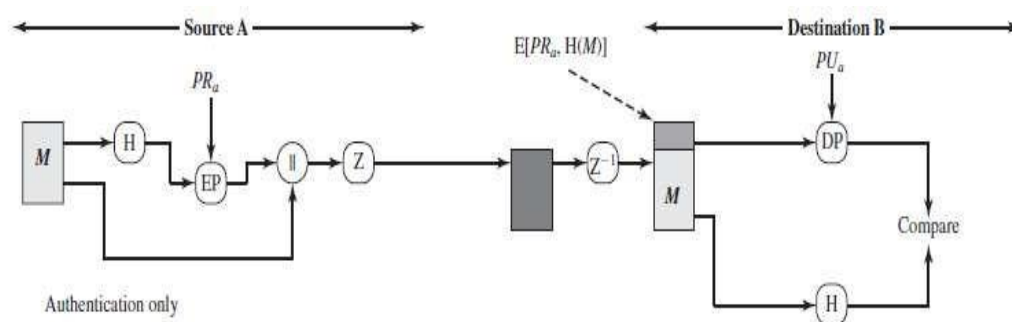 Source A
Destination B
E[PRₐ, H(M)]
PRₐ
PUₐ
M
H
EP
||
Z
Z⁻¹
M
DP
Compare
H
Authentication only